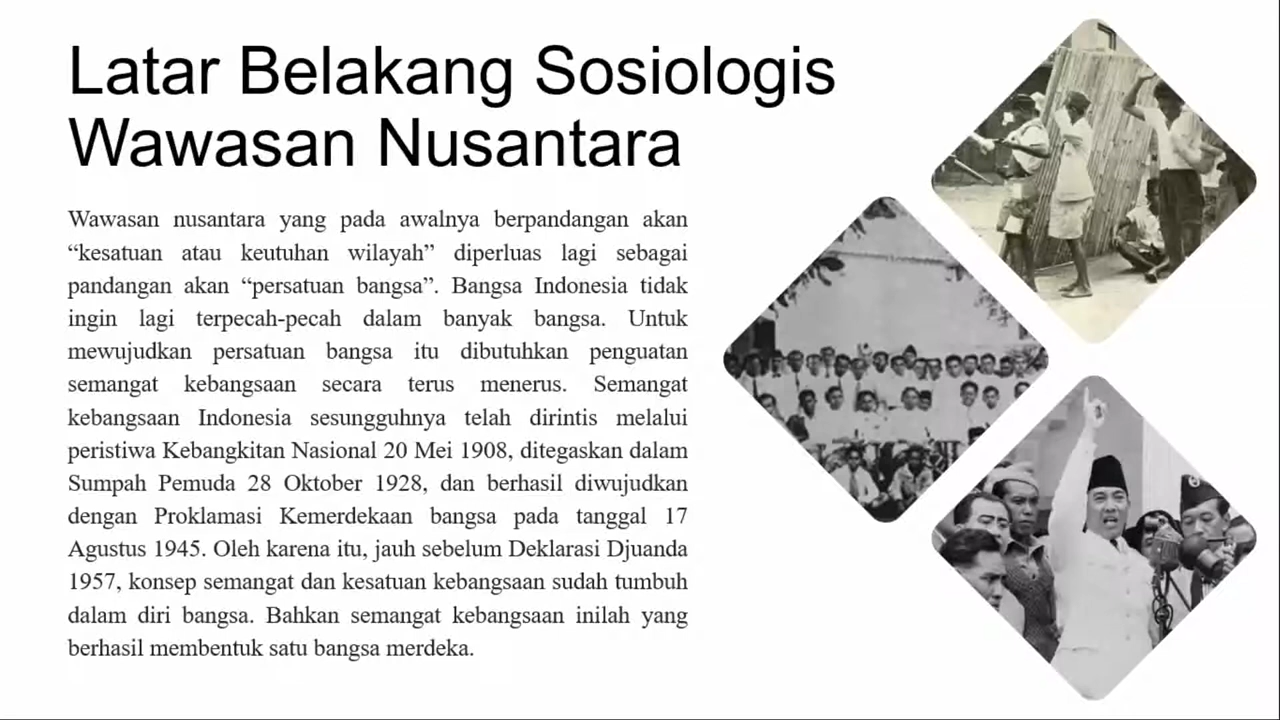 Latar Belakang Sosiologis
Wawasan Nusantara
Wawasan nusantara yang pada awalnya berpandangan akan
“kesatuan atau keutuhan wilayah” diperluas lagi sebagai
pandangan akan “persatuan bangsa”. Bangsa Indonesia tidak
ingin lagi terpecah-pecah dalam banyak bangsa. Untuk
mewujudkan persatuan bangsa itu dibutuhkan penguatan
semangat kebangsaan secara terus menerus. Semangat
kebangsaan Indonesia sesungguhnya telah dirintis melalui
peristiwa Kebangkitan Nasional 20 Mei 1908, ditegaskan dalam
Sumpah Pemuda 28 Oktober 1928, dan berhasil diwujudkan
dengan Proklamasi Kemerdekaan bangsa pada tanggal 17
Agustus 1945. Oleh karena itu, jauh sebelum Deklarasi Djuanda
1957, konsep semangat dan kesatuan kebangsaan sudah tumbuh
dalam diri bangsa. Bahkan semangat kebangsaan inilah yang
berhasil membentuk satu bangsa merdeka.